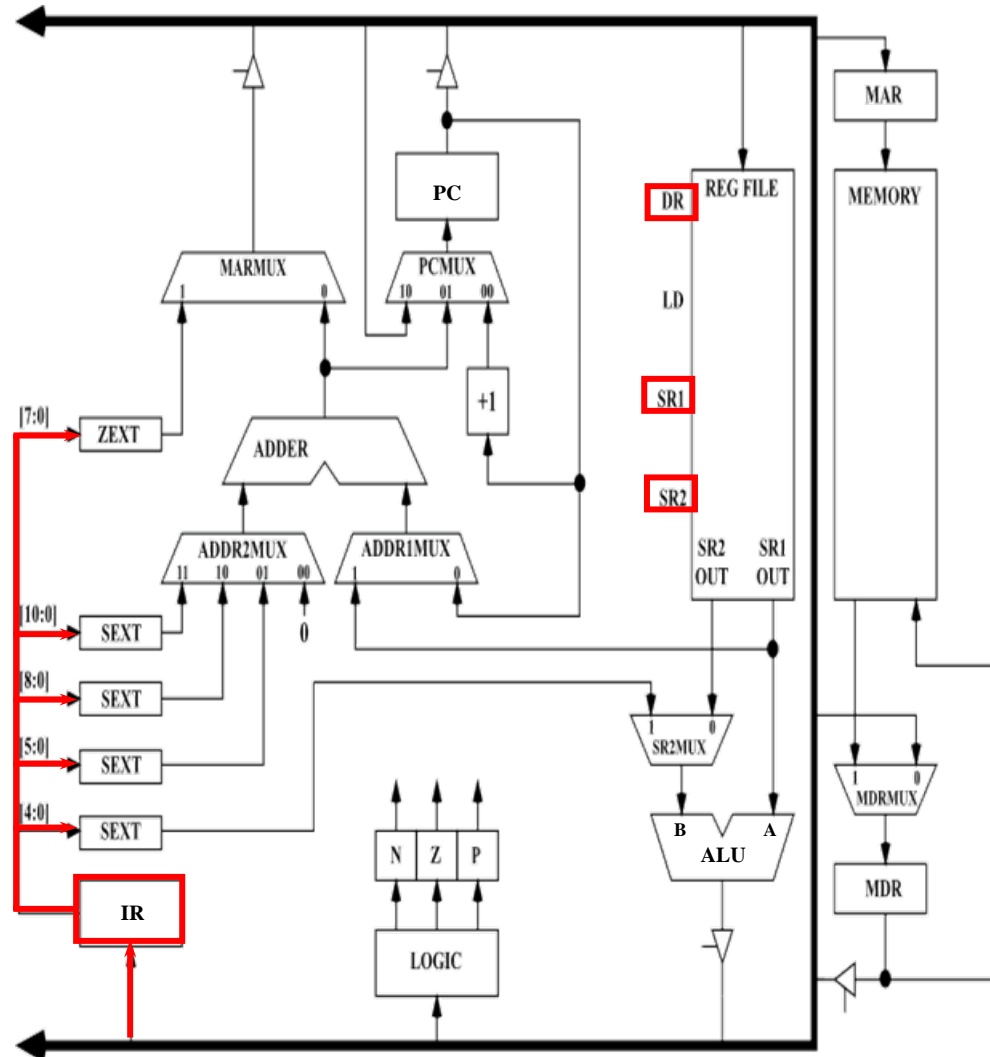 MAR
PC
REG FILE
DR
MEMORY
MARMUX
1 0
PCMUX
10 01 00
LD
SR1
+1
[7:0]
ZEXT
ADDER
SR2
ADDR2MUX
11 10 01 00
ADDR1MUX
1 0
SR2 SR1
OUT OUT
[10:0]
SEXT
0
[8:0]
SEXT
1 0
SR2MUX
[5:0]
SEXT
1 0
MDRMUX
[4:0]
SEXT
B A
ALU
N Z P
MDR
IR
LOGIC